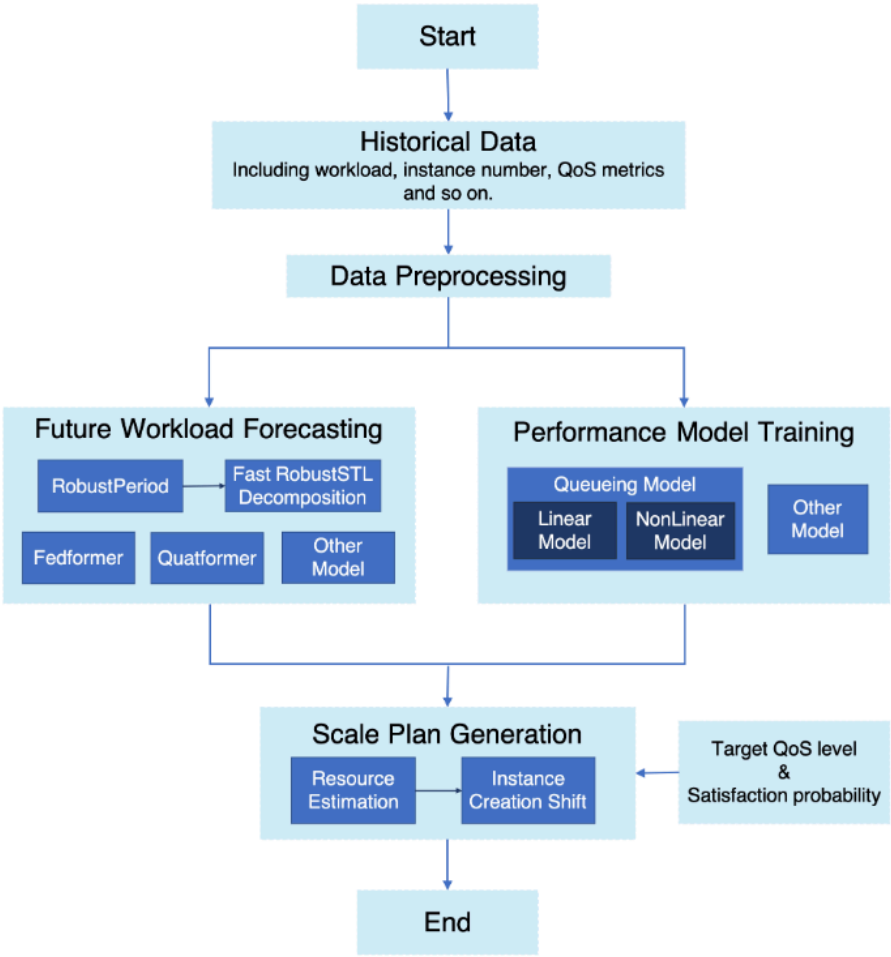 Start
Historical Data
Including workload, instance number, QoS metrics
and so on.
Data Preprocessing
Future Workload Forecasting
RobustPeriod
Fast RobustSTL
Decomposition
Fedformer
Quatformer
Other
Model
Performance Model Training
Queueing Model
Linear
Model
NonLinear
Model
Other
Model
Scale Plan Generation
Resource
Estimation
Instance
Creation Shift
Target QoS level
&
Satisfaction probability
End